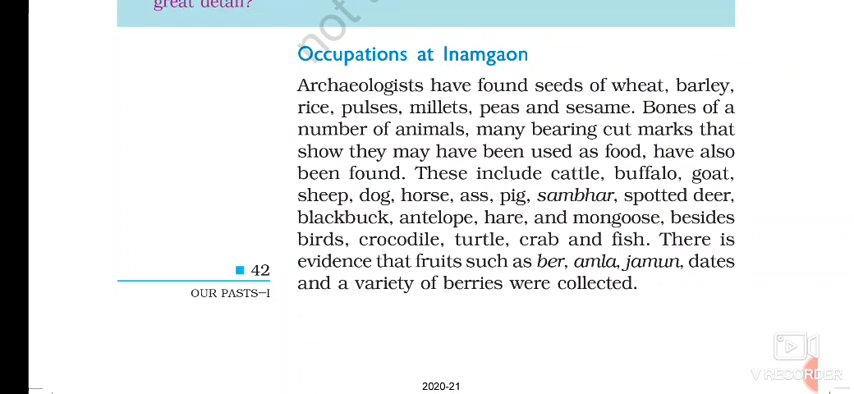 great detail?
not
Occupations at Inamgaon
Archaeologists have found seeds of wheat, barley,
rice, pulses, millets, peas and sesame. Bones of a
number of animals, many bearing cut marks that
show they may have been used as food, have also
been found. These include cattle, buffalo, goat,
sheep, dog, horse, ass, pig, sambhar, spotted deer,
blackbuck, antelope, hare, and mongoose, besides
birds, crocodile, turtle, crab and fish. There is
evidence that fruits such as ber, amla, jamun, dates
and a variety of berries were collected.
42
OUR PASTS–I
V RECORDER
2020-21